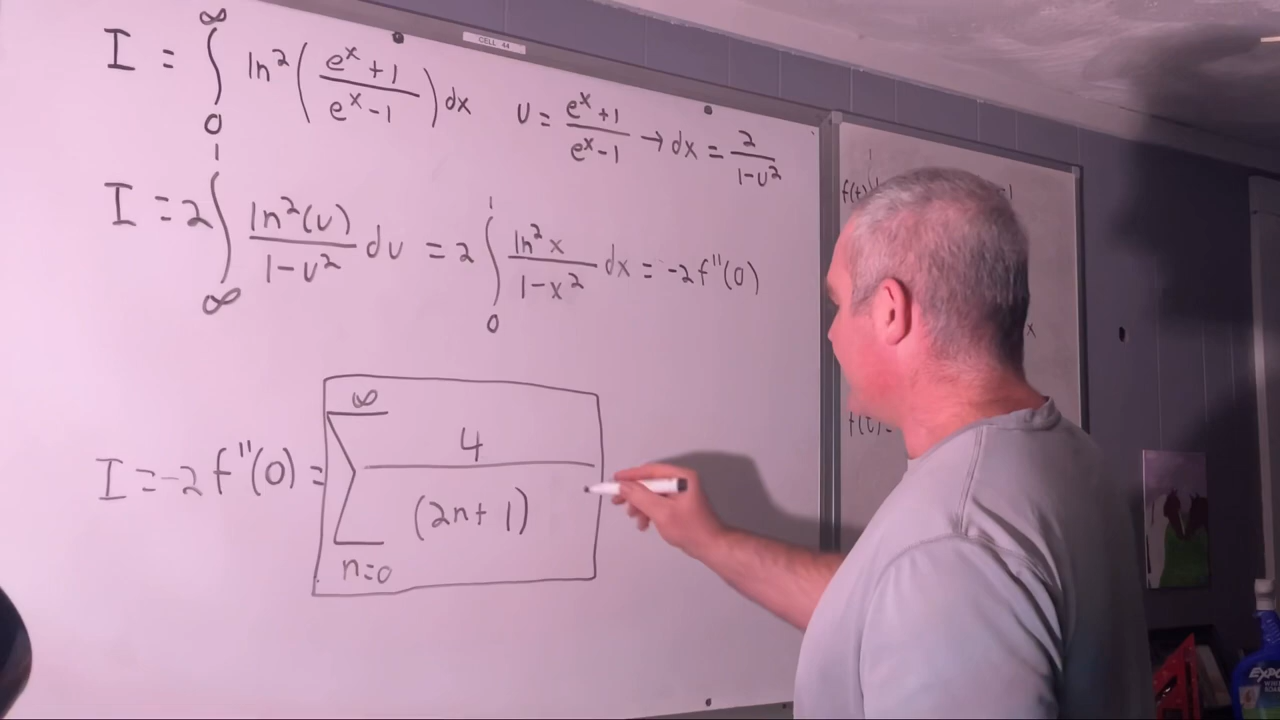 CELL 44
I = ∫₀^∞ ln²((eˣ+1)/(eˣ-1)) dx   u = (eˣ+1)/(eˣ-1) → dx = 2/(1-u²)
I = 2∫_∞^1 ln²(u)/(1-u²) du = 2∫₀^1 ln²x/(1-x²) dx = -2f''(0)
I = -2f''(0) = ∑_{n=0}^∞ 4/(2n+1)
f(t)
x
f(t)=
EXPO